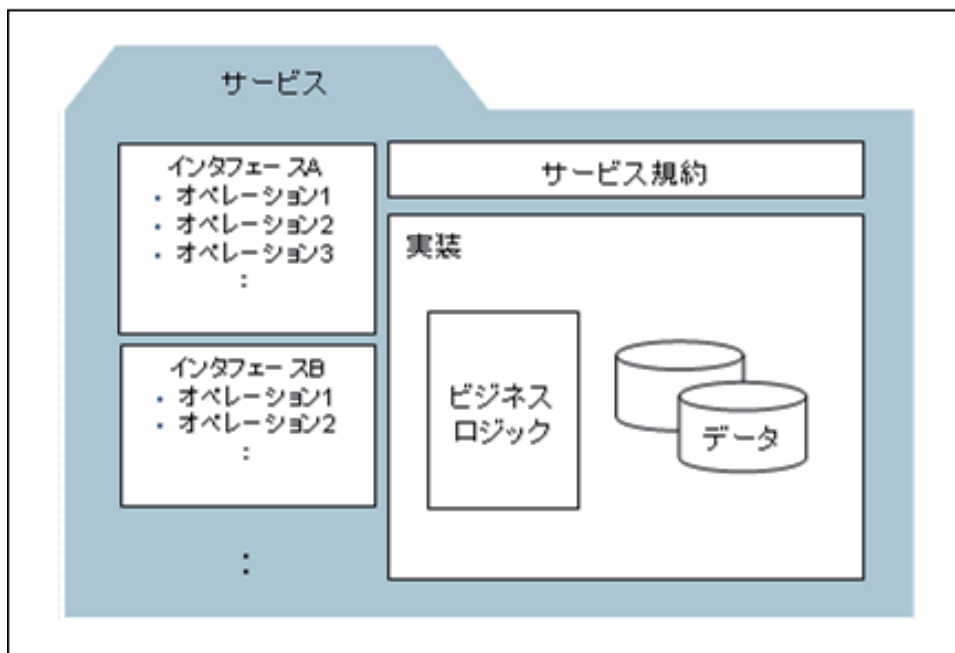 サービス
インタフェースA
・オペレーション1
・オペレーション2
・オペレーション3
：
インタフェースB
・オペレーション1
・オペレーション2
：
：
サービス規約
実装
ビジネス
ロジック
データ